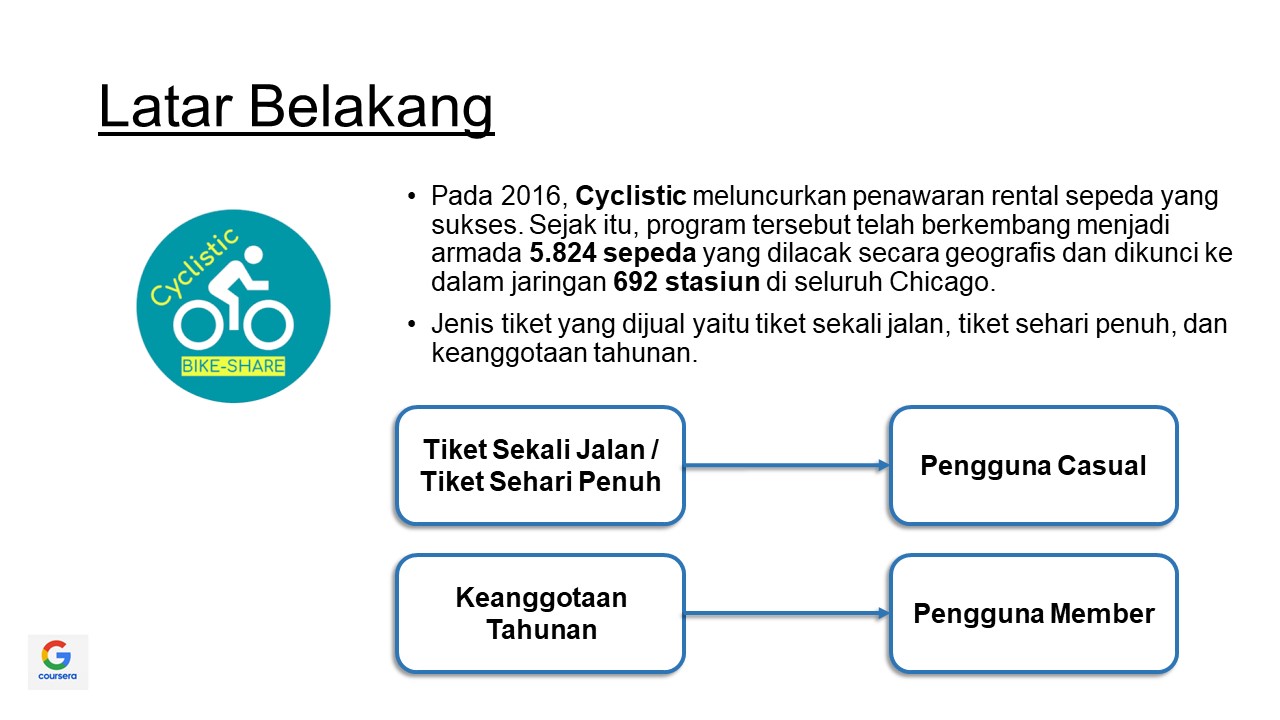 Latar Belakang
Cyclistic
BIKE-SHARE
• Pada 2016, Cyclistic meluncurkan penawaran rental sepeda yang
sukses. Sejak itu, program tersebut telah berkembang menjadi
armada 5.824 sepeda yang dilacak secara geografis dan dikunci ke
dalam jaringan 692 stasiun di seluruh Chicago.
• Jenis tiket yang dijual yaitu tiket sekali jalan, tiket sehari penuh, dan
keanggotaan tahunan.
Tiket Sekali Jalan /
Tiket Sehari Penuh
Pengguna Casual
Keanggotaan
Tahunan
Pengguna Member
G
coursera